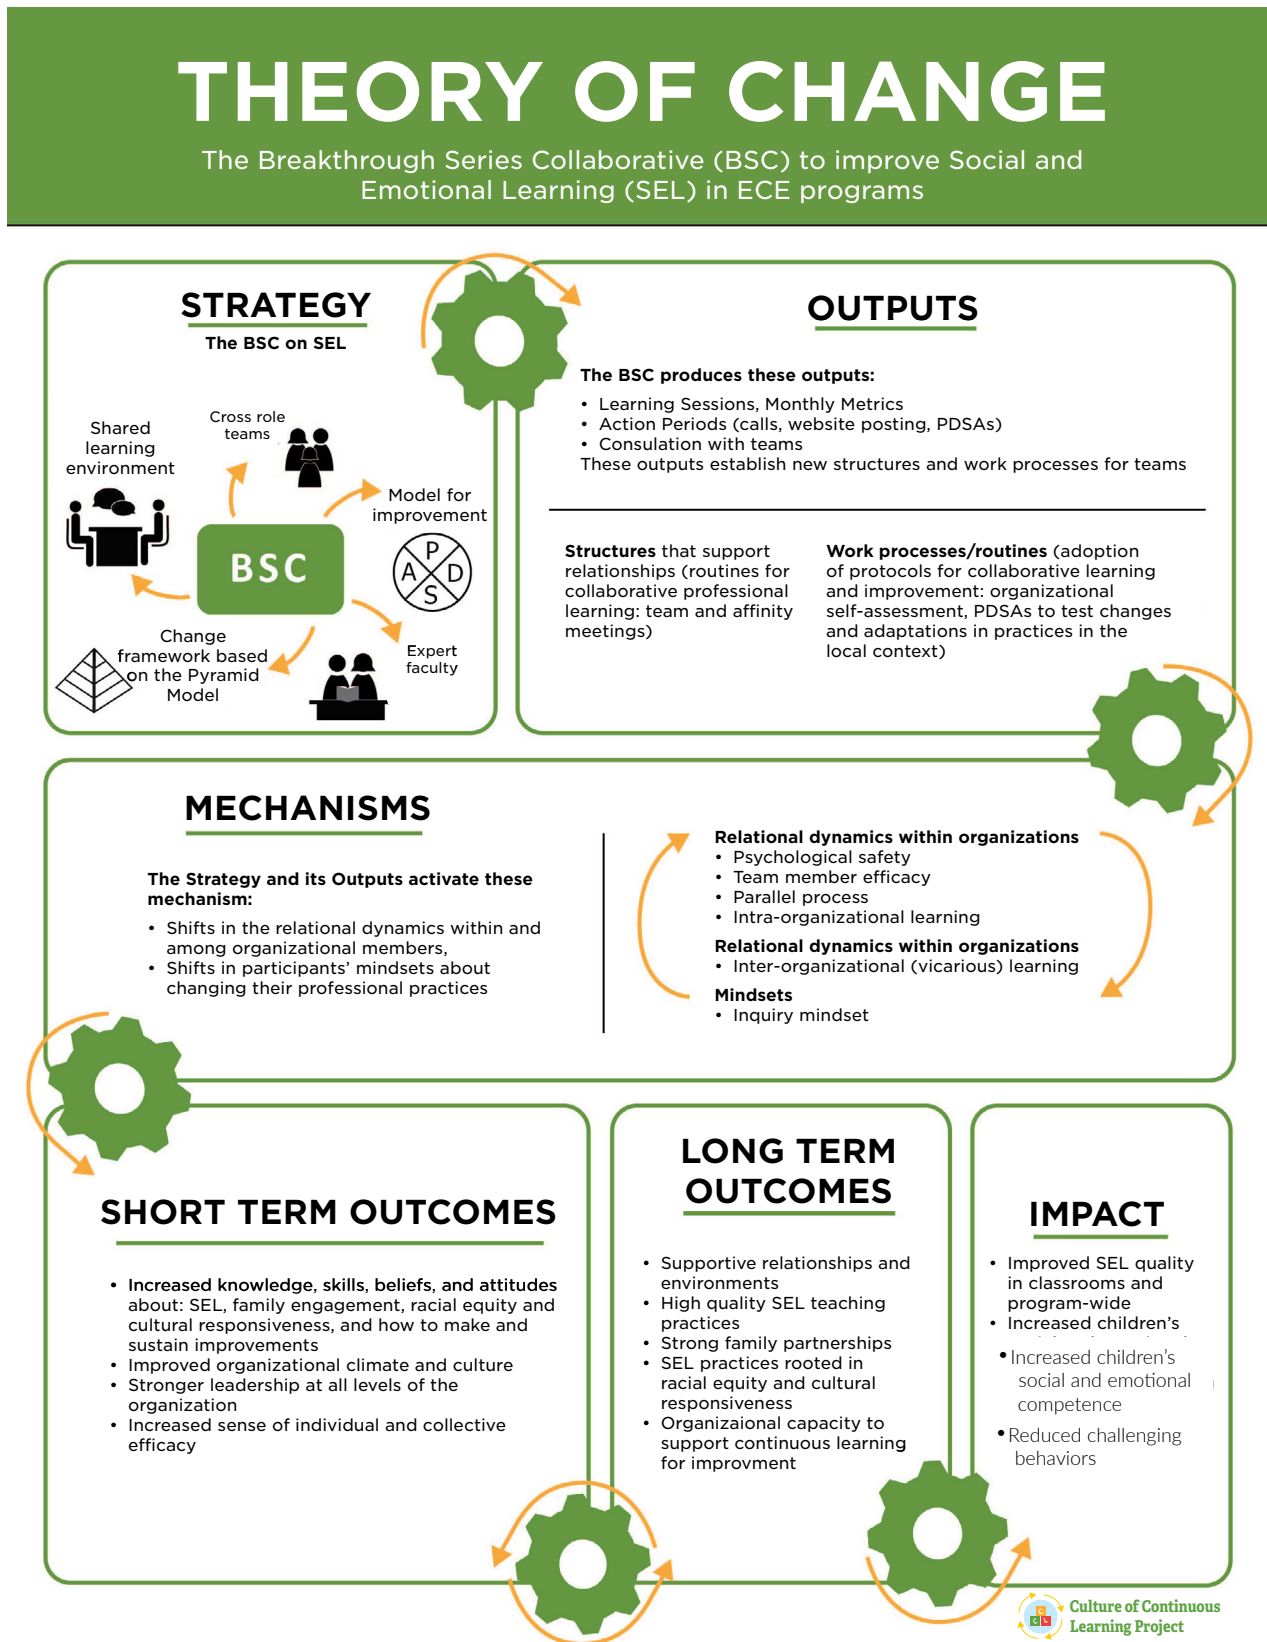 THEORY OF CHANGE
The Breakthrough Series Collaborative (BSC) to improve Social and
Emotional Learning (SEL) in ECE programs
STRATEGY
The BSC on SEL
Shared
learning
environment
Cross role
teams
Model for
improvement
P
A D
S
BSC
Change
framework based
on the Pyramid
Model
Expert
faculty
OUTPUTS
The BSC produces these outputs:
• Learning Sessions, Monthly Metrics
• Action Periods (calls, website posting, PDSAs)
• Consulation with teams
These outputs establish new structures and work processes for teams
Structures that support
relationships (routines for
collaborative professional
learning: team and affinity
meetings)
Work processes/routines (adoption
of protocols for collaborative learning
and improvement: organizational
self-assessment, PDSAs to test changes
and adaptations in practices in the
local context)
MECHANISMS
The Strategy and its Outputs activate these
mechanism:
• Shifts in the relational dynamics within and
among organizational members,
• Shifts in participants’ mindsets about
changing their professional practices
Relational dynamics within organizations
• Psychological safety
• Team member efficacy
• Parallel process
• Intra-organizational learning
Relational dynamics within organizations
• Inter-organizational (vicarious) learning
Mindsets
• Inquiry mindset
SHORT TERM OUTCOMES
• Increased knowledge, skills, beliefs, and attitudes
about: SEL, family engagement, racial equity and
cultural responsiveness, and how to make and
sustain improvements
• Improved organizational climate and culture
• Stronger leadership at all levels of the
organization
• Increased sense of individual and collective
efficacy
LONG TERM
OUTCOMES
• Supportive relationships and
environments
• High quality SEL teaching
practices
• Strong family partnerships
• SEL practices rooted in
racial equity and cultural
responsiveness
• Organizaional capacity to
support continuous learning
for improvment
IMPACT
• Improved SEL quality
in classrooms and
program-wide
• Increased children’s
• Increased children’s
social and emotional
competence
• Reduced challenging
behaviors
C
C L
Culture of Continuous
Learning Project